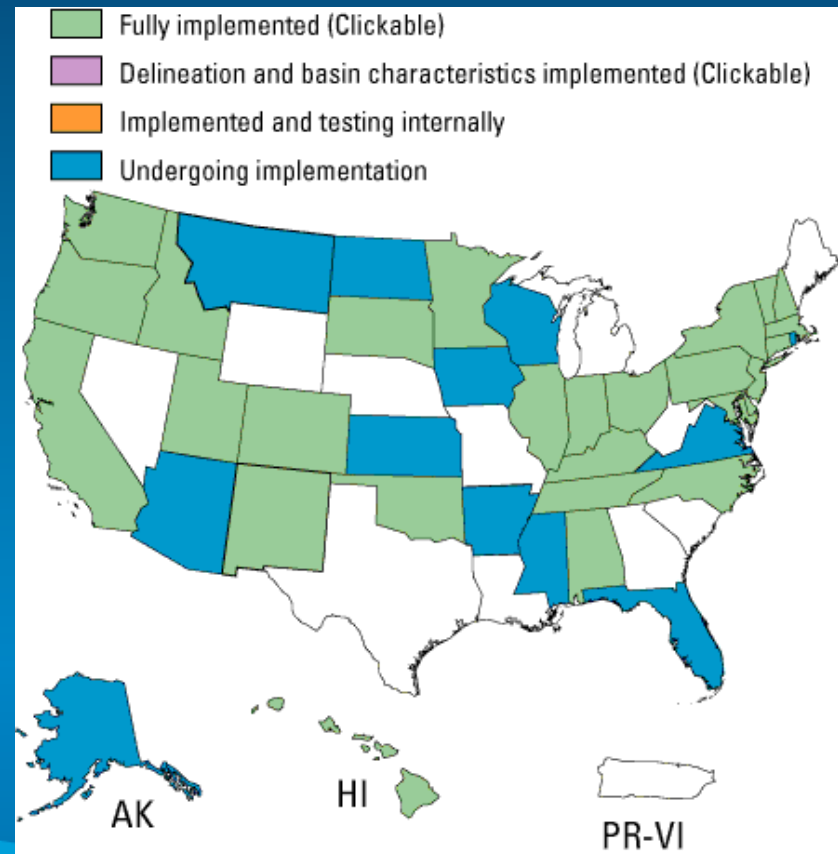 Fully implemented (Clickable)
Delineation and basin characteristics implemented (Clickable)
Implemented and testing internally
Undergoing implementation
AK
HI
PR-VI